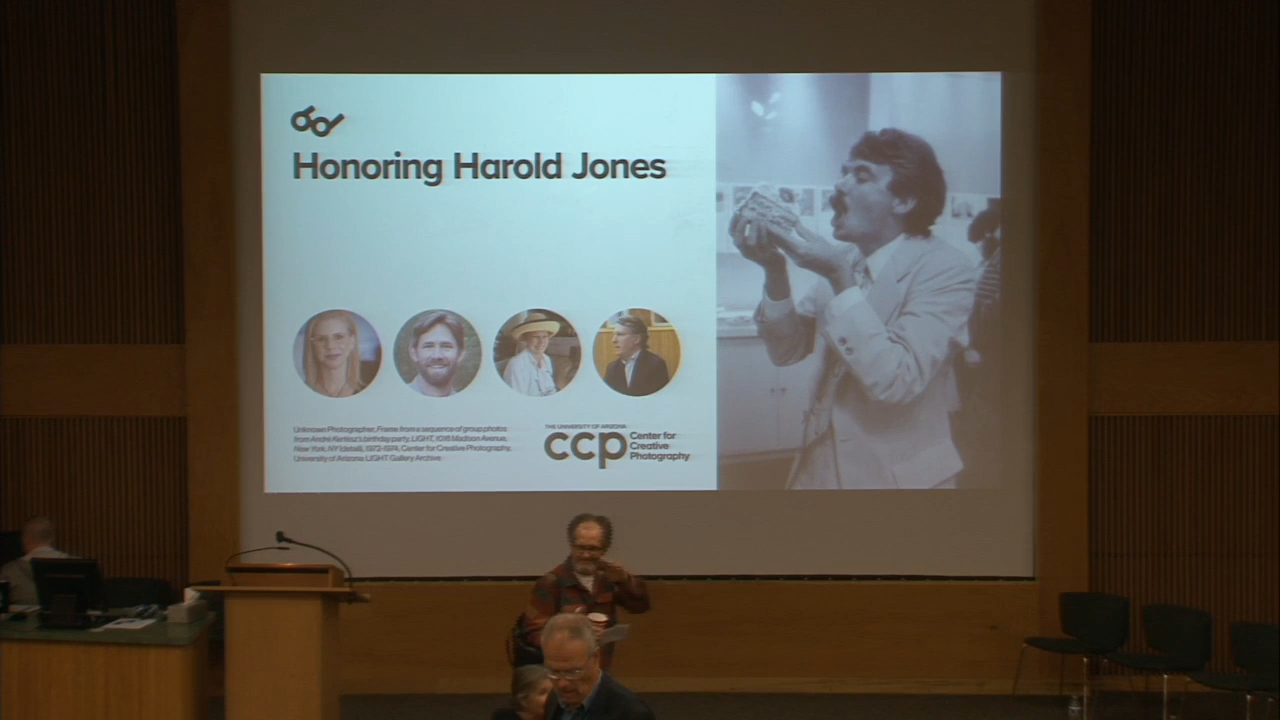 Honoring Harold Jones
Unknown Photographer, Frame from a sequence of group photos
from André Kertész's birthday party, LIGHT, 1018 Madison Avenue,
New York, NY (detail), 1972-1974. Center for Creative Photography,
University of Arizona: LIGHT Gallery Archive
THE UNIVERSITY OF ARIZONA
ccp
Center for
Creative
Photography